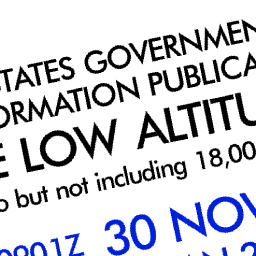 STATES GOVERNMEN
ORMATION PUBLICA
E LOW ALTITU
o but not including 18,00
0901Z 30 NOV